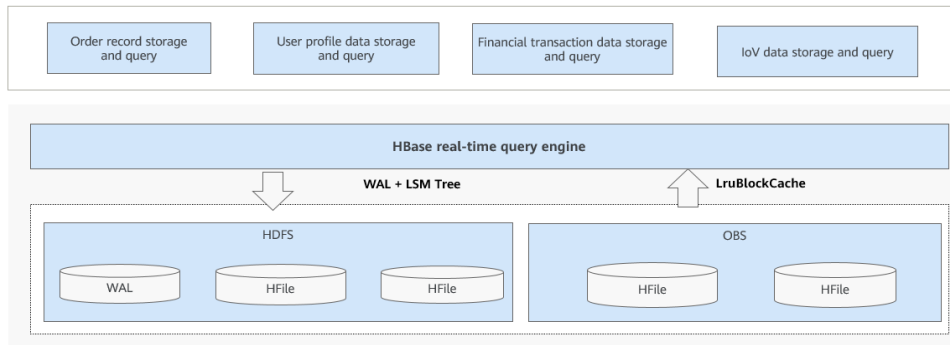 Order record storage
and query
User profile data storage
and query
Financial transaction data storage
and query
IoV data storage and query
HBase real-time query engine
WAL + LSM Tree
LruBlockCache
HDFS
OBS
WAL
HFile
HFile
HFile
HFile